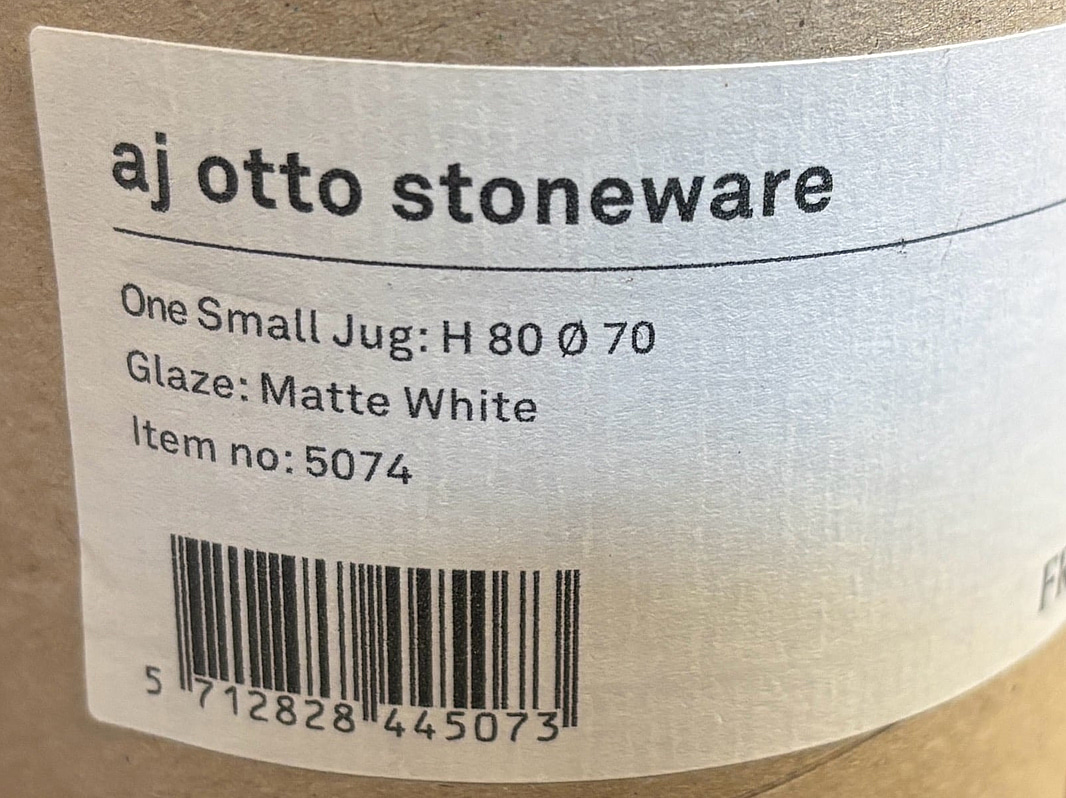 aj otto stoneware
One Small Jug: H 80 Ø 70
Glaze: Matte White
Item no: 5074
5 712828 445073